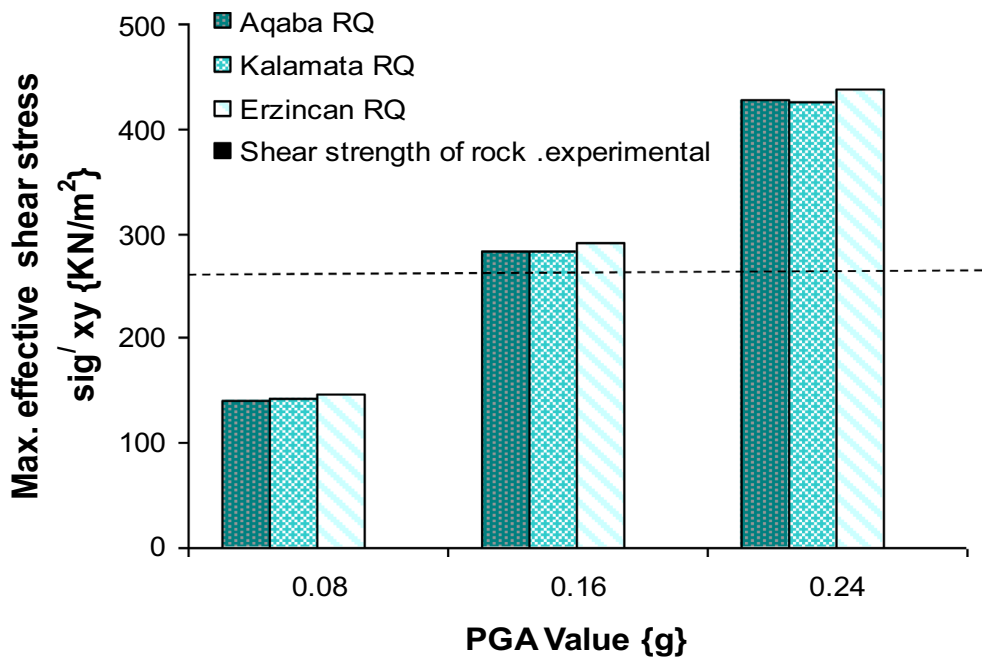 500
400
300
200
100
0
Max. effective shear stress
sig/ xy {KN/m²}
Aqaba RQ
Kalamata RQ
Erzincan RQ
Shear strength of rock .experimental
0.08 0.16 0.24
PGA Value {g}